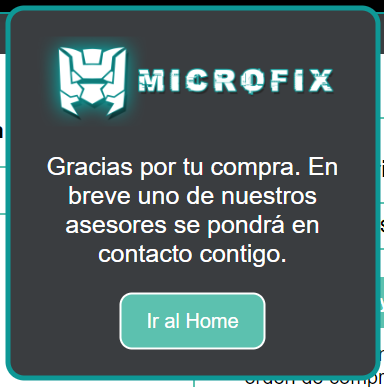 MICROFIX
Gracias por tu compra. En
breve uno de nuestros
asesores se pondrá en
contacto contigo.
Ir al Home